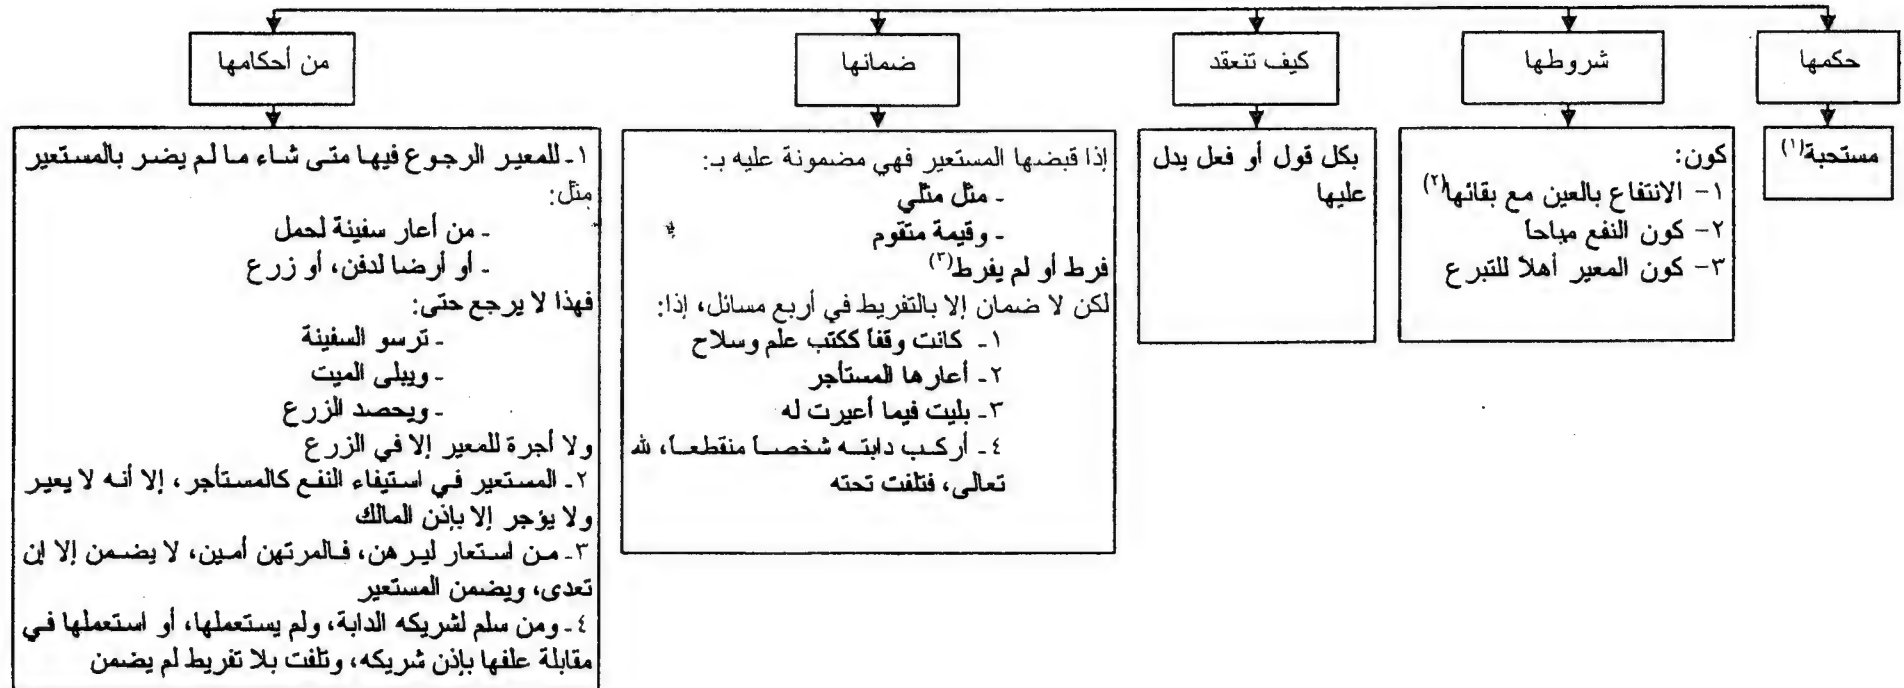 حكمها
مستحبة(١)
شروطها
كون:
١- الانتفاع بالعين مع بقائها(٢)
٢- كون النفع مباحاً
٣- كون المعير أهلاً للتبرع
كيف تنعقد
بكل قول أو فعل يدل
عليها
ضمانها
إذا قبضها المستعير فهي مضمونة عليه بـ:
- مثل مثلي
- وقيمة متقوم
فرط أو لم يفرط(٣)
لكن لا ضمان إلا بالتفريط في أربع مسائل، إذا:
١- كانت وقفاً ككتب علم وسلاح
٢- أعارها المستأجر
٣- بليت فيما أعيرت له
٤- أركب دابته شخصاً منقطعاً، لله
تعالى، فتلفت تحته
من أحكامها
١- للمعير الرجوع فيها متى شاء ما لم يضر بالمستعير
مثل:
- من أعار سفينة لحمل
- أو أرضا لدفن، أو زرع
فهذا لا يرجع حتى:
- ترسو السفينة
- ويبلى الميت
- ويحصد الزرع
ولا أجرة للمعير إلا في الزرع
٢- المستعير في استيفاء النفع كالمستأجر، إلا أنه لا يعير
ولا يؤجر إلا بإذن المالك
٣- من استعار ليرهن، فالمرتهن أمين، لا يضمن إلا إن
تعدى، ويضمن المستعير
٤- ومن سلم لشريكه الدابة، ولم يستعملها، أو استعملها في
مقابلة علفها بإذن شريكه، وتلفت بلا تفريط لم يضمن